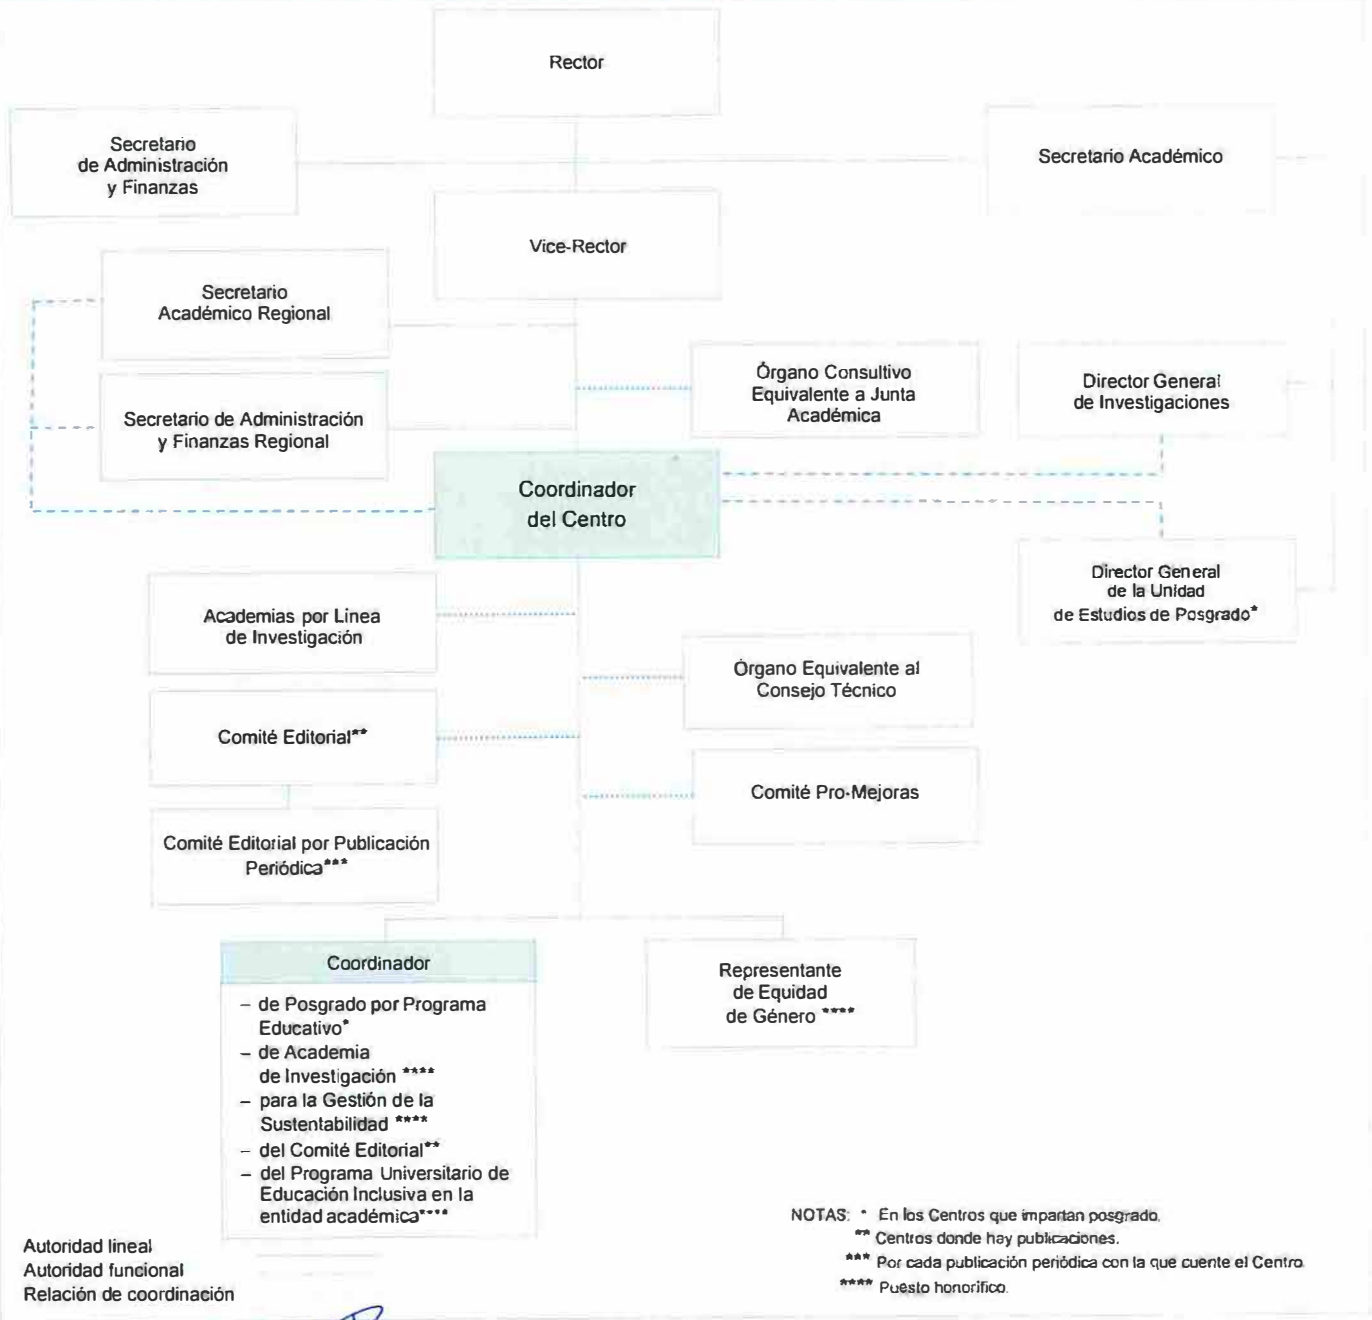 Rector
Secretario
de Administración
y Finanzas
Secretario Académico
Vice-Rector
Secretario
Académico Regional
Órgano Consultivo
Equivalente a Junta
Académica
Director General
de Investigaciones
Secretario de Administración
y Finanzas Regional
Coordinador
del Centro
Director General
de la Unidad
de Estudios de Posgrado*
Academias por Línea
de Investigación
Órgano Equivalente al
Consejo Técnico
Comité Editorial**
Comité Pro-Mejoras
Comité Editorial por Publicación
Periódica***
Coordinador
– de Posgrado por Programa
Educativo*
– de Academia
de Investigación ****
– para la Gestión de la
Sustentabilidad ****
– del Comité Editorial**
– del Programa Universitario de
Educación Inclusiva en la
entidad académica****
Representante
de Equidad
de Género ****
Autoridad lineal
Autoridad funcional
Relación de coordinación
NOTAS: * En los Centros que impartan posgrado.
** Centros donde hay publicaciones.
*** Por cada publicación periódica con la que cuente el Centro
**** Puesto honorífico.